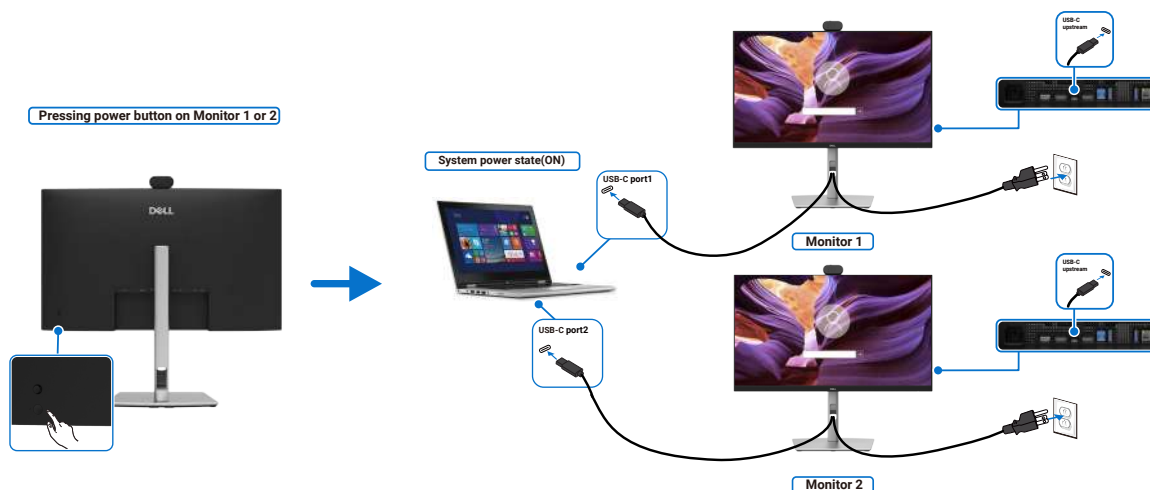 Pressing power button on Monitor 1 or 2
DELL
System power state(ON)
USB-C port1
USB-C
upstream
Monitor 1
USB-C port2
USB-C
upstream
Monitor 2